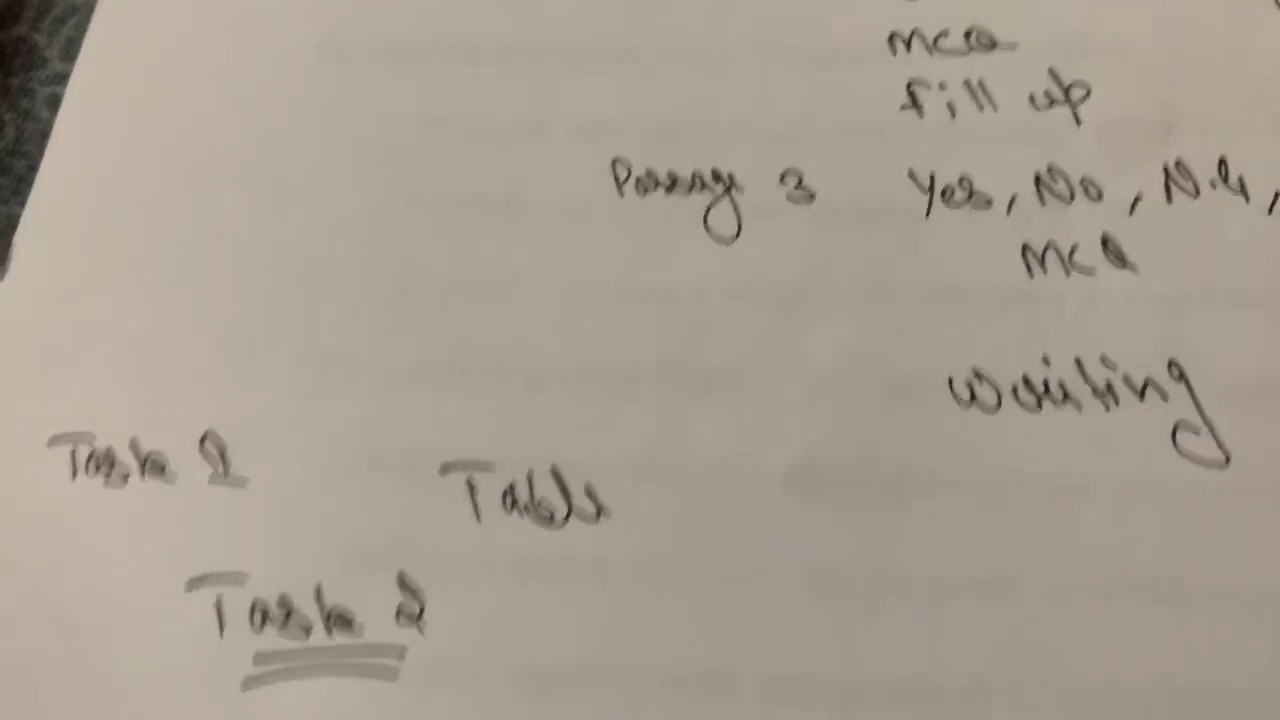 MCQ
fill up
Passage 3 Yes, No, N.G,
MCQ
Writing
Task 1 Table
Task 2